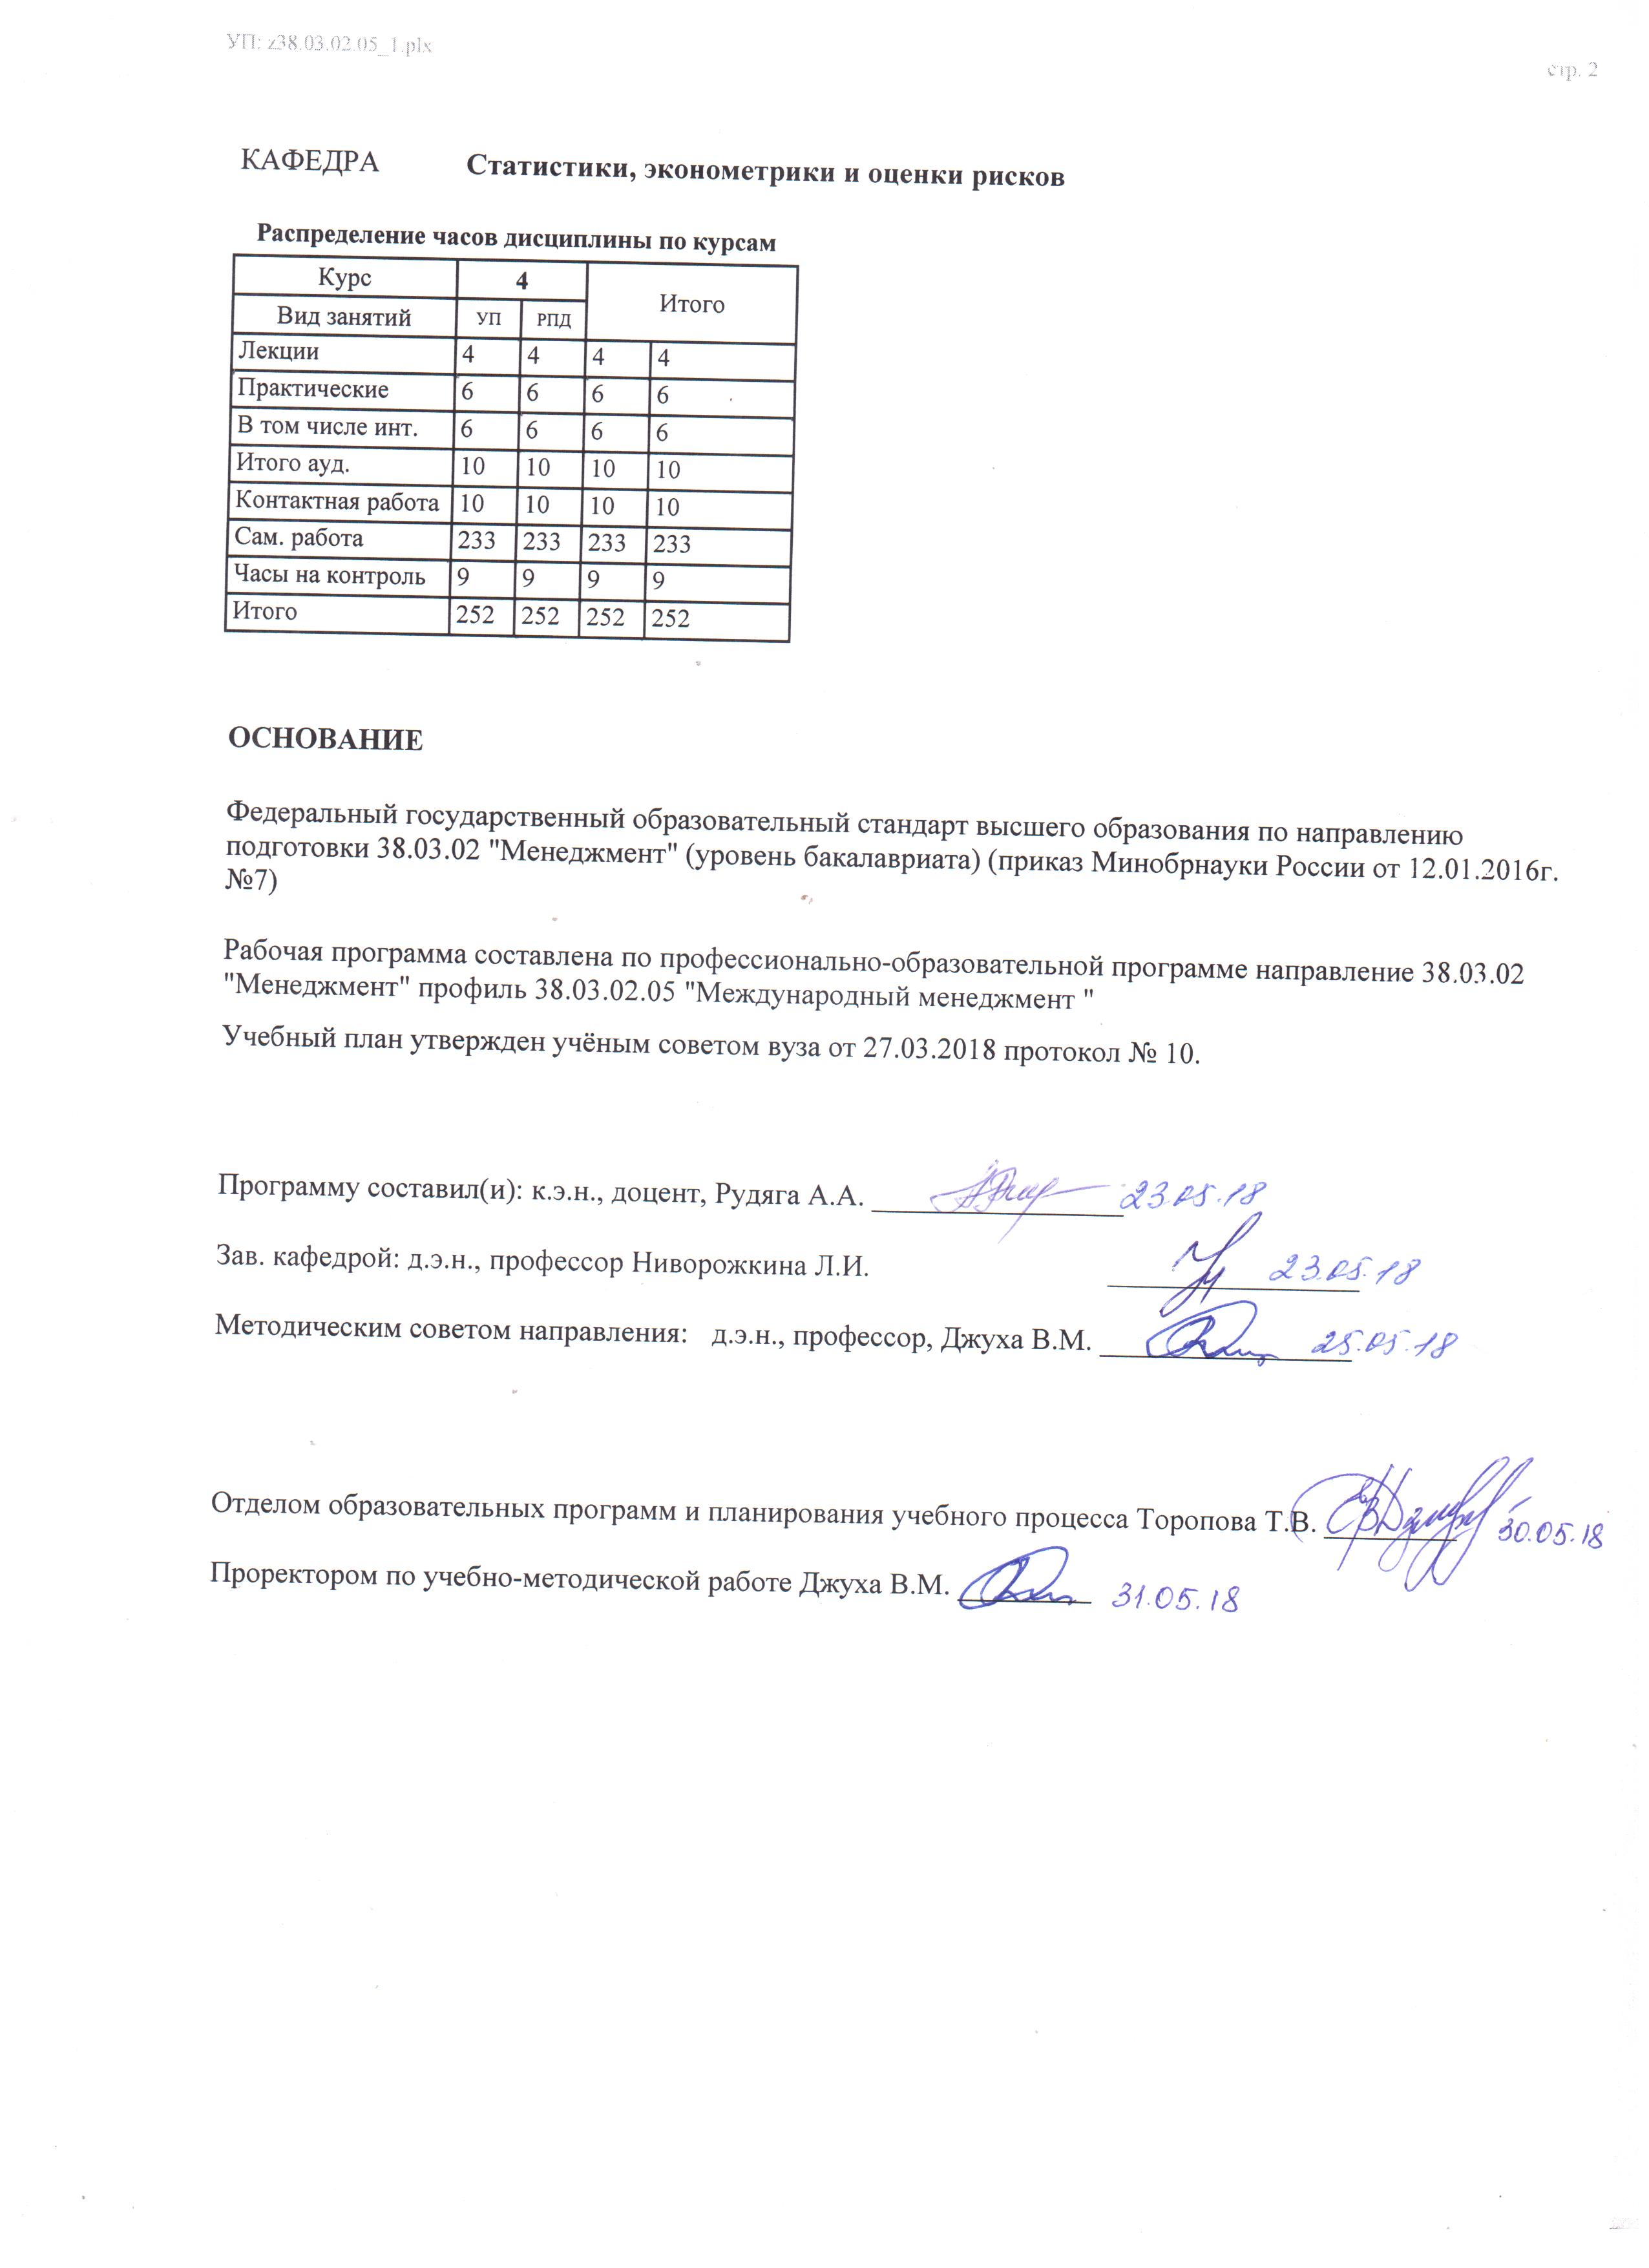 УП: z38.03.02.05_1.plx
стр. 2
КАФЕДРА Статистики, эконометрики и оценки рисков
Распределение часов дисциплины по курсам
Курс 4 Итого
Вид занятий УП РПД
Лекции 4 4 4 4
Практические 6 6 6 6
В том числе инт. 6 6 6 6
Итого ауд. 10 10 10 10
Контактная работа 10 10 10 10
Сам. работа 233 233 233 233
Часы на контроль 9 9 9 9
Итого 252 252 252 252
ОСНОВАНИЕ
Федеральный государственный образовательный стандарт высшего образования по направлению
подготовки 38.03.02 "Менеджмент" (уровень бакалавриата) (приказ Минобрнауки России от 12.01.2016г.
№7)
Рабочая программа составлена по профессионально-образовательной программе направление 38.03.02
"Менеджмент" профиль 38.03.02.05 "Международный менеджмент "
Учебный план утвержден учёным советом вуза от 27.03.2018 протокол № 10.
Программу составил(и): к.э.н., доцент, Рудяга А.А. 23.05.18
Зав. кафедрой: д.э.н., профессор Ниворожкина Л.И. 23.05.18
Методическим советом направления: д.э.н., профессор, Джуха В.М. 25.05.18
Отделом образовательных программ и планирования учебного процесса Торопова Т.В. 30.05.18
Проректором по учебно-методической работе Джуха В.М. 31.05.18